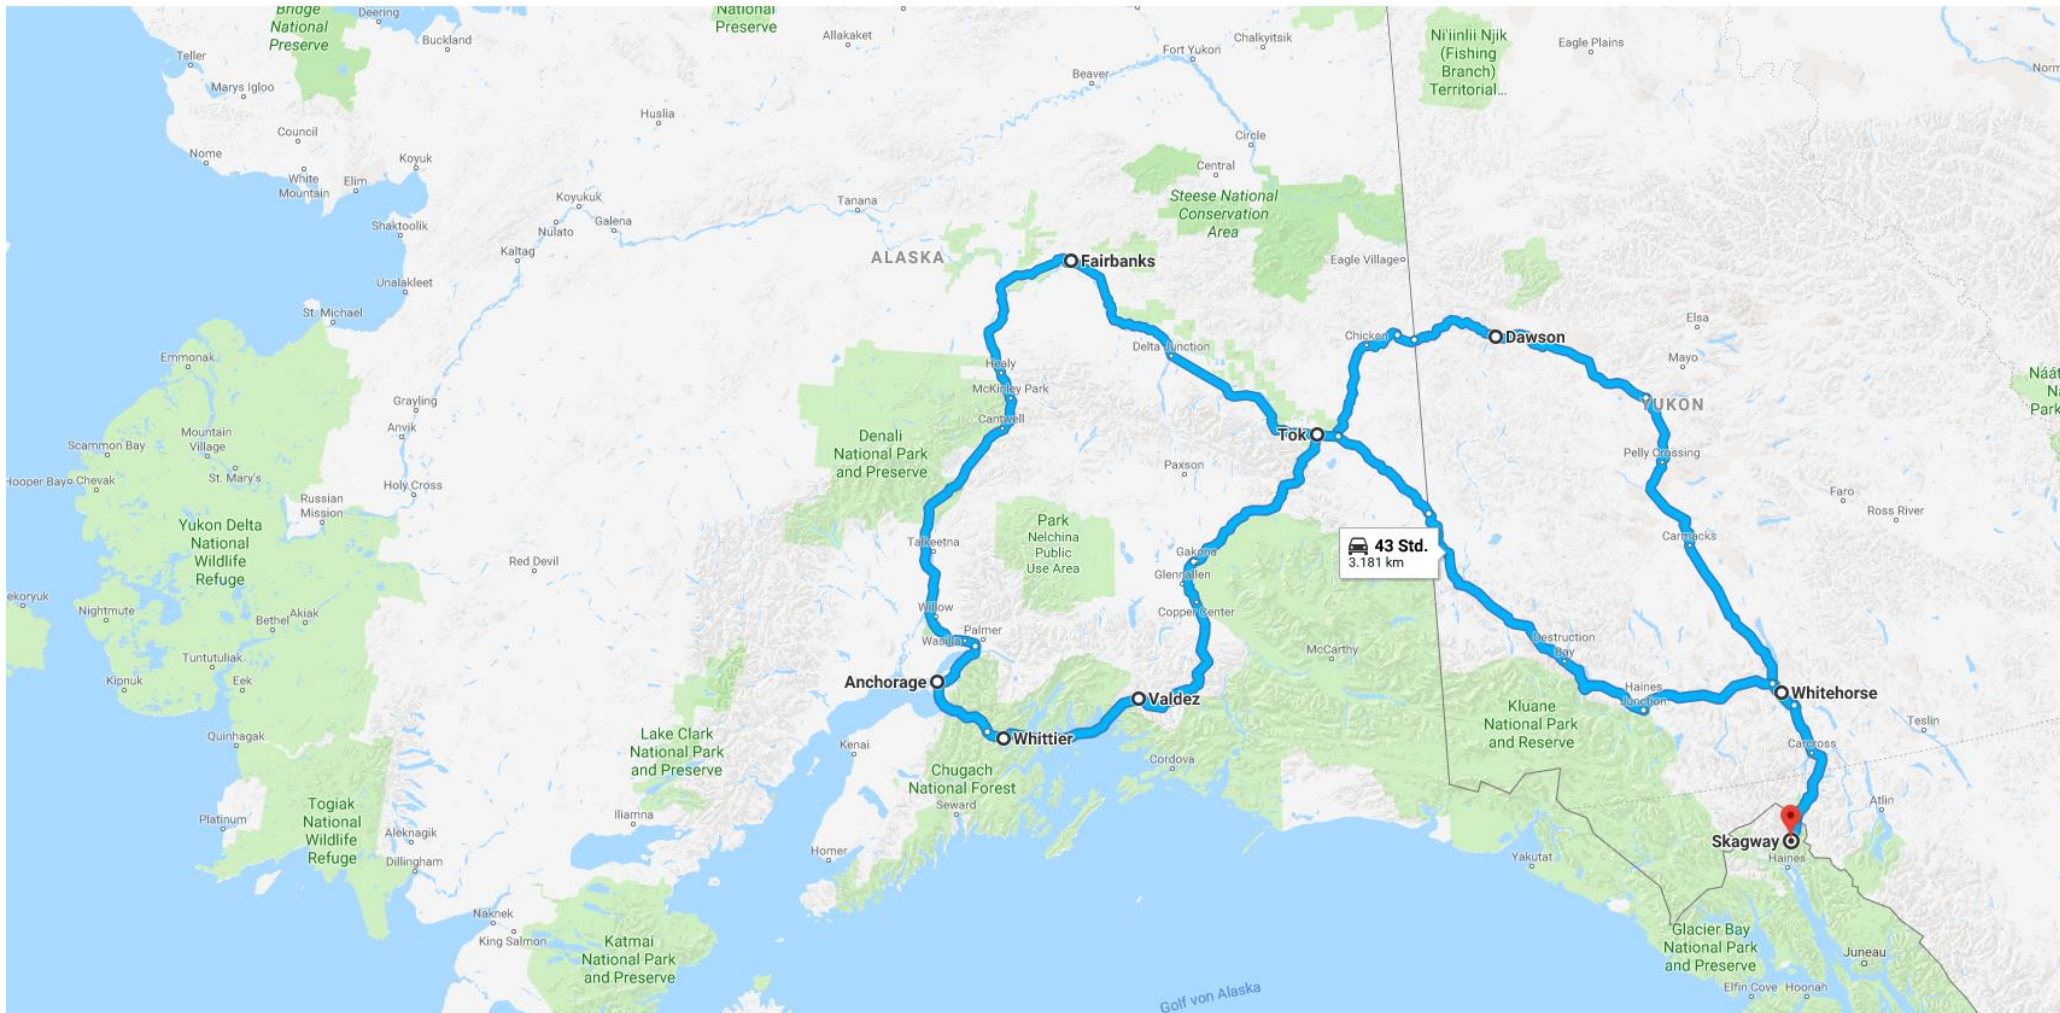 Bridge
National
Preserve
Deering
National
Preserve
Buckland
Allakaket
Teller
Marys Igloo
Huslia
Beaver
Fort Yukon
Chalkyitsik
Ni'iinlii Njik
(Fishing
Branch)
Territorial...
Eagle Plains
Norm
Council
Nome
Koyuk
White
Mountain
Elim
Circle
Central
Koyukuk
Tanana
Steese National
Conservation
Area
Shaktoolik
Nulato
Galena
Kaltag
ALASKA
Fairbanks
Eagle Village
Unalakleet
St. Michael
Elsa
Chicken
Dawson
Delta Junction
Mayo
Emmonak
Healy
McKinley Park
Náát
Na
Park
Grayling
YUKON
Cantwell
Anvik
Mountain
Village
Scammon Bay
Denali
National Park
and Preserve
Tok
Pelly Crossing
Paxson
Hooper Bay
Chevak
St. Mary's
Holy Cross
Russian
Mission
Faro
Ross River
Yukon Delta
National
Wildlife
Refuge
Park
Nelchina
Public
Use Area
Talkeetna
Carmacks
43 Std.
3.181 km
Gakona
Red Devil
Glennallen
ekoryuk
Nightmute
Bethel
Akiak
Willow
Copper Center
Palmer
Wasilla
Destruction
Bay
McCarthy
Tuntutuliak
Kipnuk
Eek
Anchorage
Valdez
Haines
Junction
Whitehorse
Kluane
National Park
and Reserve
Teslin
Quinhagak
Lake Clark
National Park
and Preserve
Kenai
Whittier
Carcross
Cordova
Chugach
National Forest
Togiak
National
Wildlife
Refuge
Seward
Atlin
Platinum
Iliamna
Aleknagik
Skagway
Homer
Dillingham
Yakutat
Haines
Naknek
King Salmon
Katmai
National Park
and Preserve
Glacier Bay
National Park
and Preserve
Juneau
Elfin Cove
Hoonah
Golf von Alaska